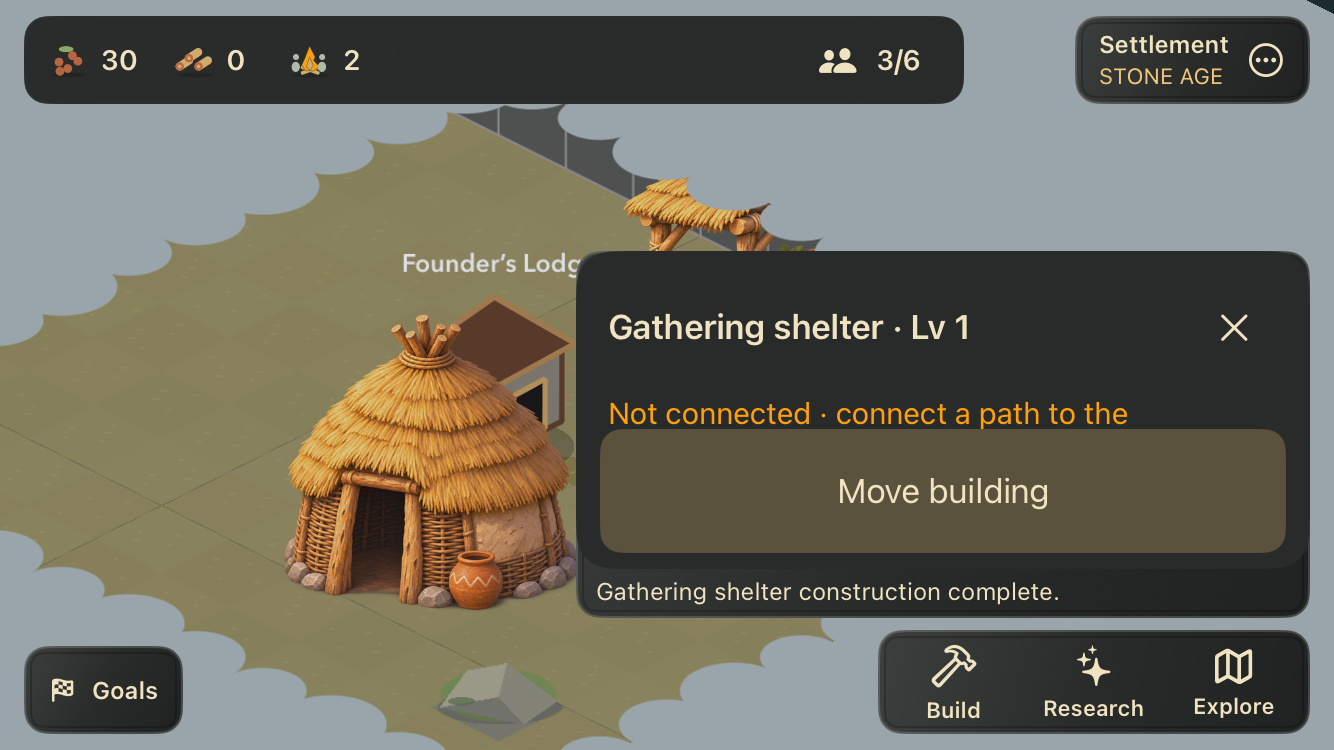 30 0 2 3/6
Settlement
STONE AGE
Founder's Lodg
Gathering shelter · Lv 1
Not connected · connect a path to the
Move building
Gathering shelter construction complete.
Goals
Build Research Explore